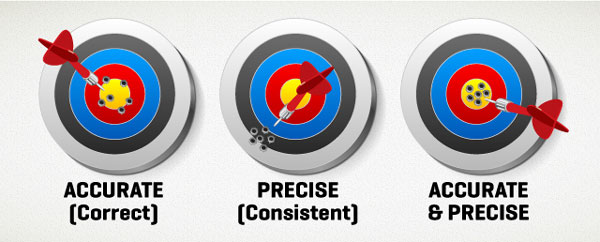 ACCURATE
(Correct)
PRECISE
(Consistent)
ACCURATE
& PRECISE